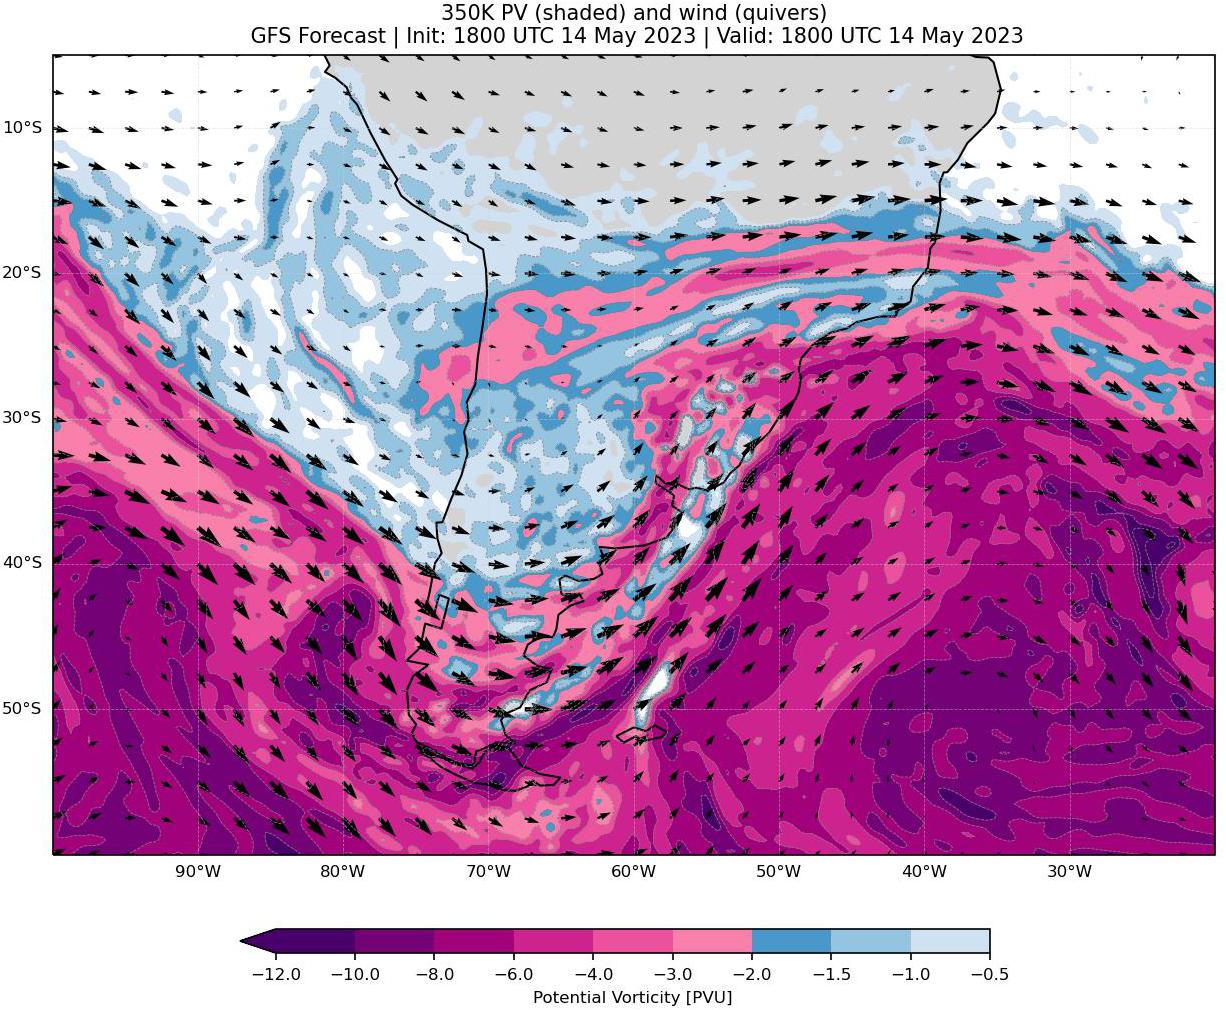 350K PV (shaded) and wind (quivers)
GFS Forecast | Init: 1800 UTC 14 May 2023 | Valid: 1800 UTC 14 May 2023
10°S
20°S
30°S
40°S
50°S
90°W 80°W 70°W 60°W 50°W 40°W 30°W
−12.0 −10.0 −8.0 −6.0 −4.0 −3.0 −2.0 −1.5 −1.0 −0.5
Potential Vorticity [PVU]